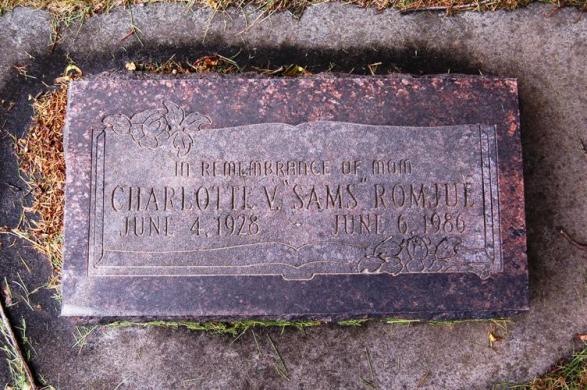 IN REMEMBRANCE OF MOM
CHARLOTTE V. "SAMS" ROMJUE
JUNE 4, 1928 JUNE 6, 1986